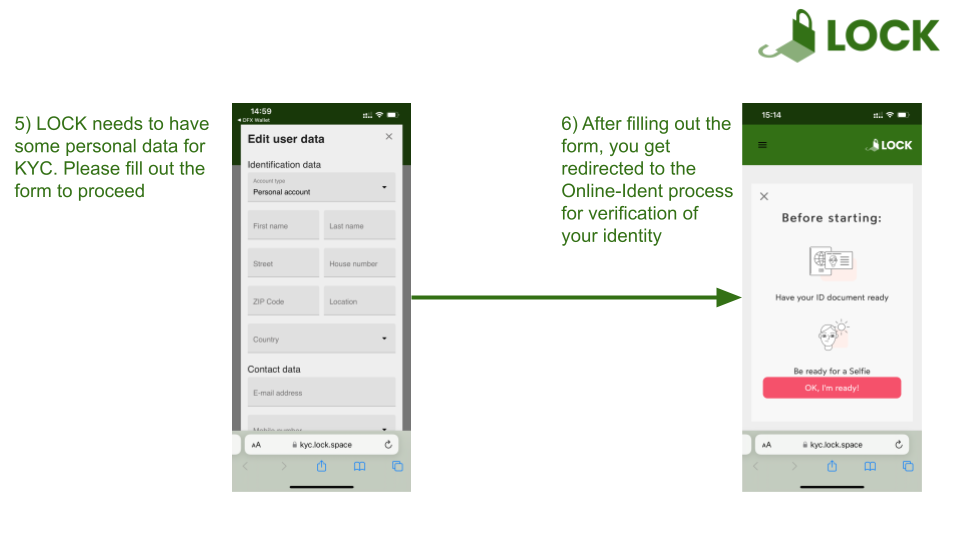 LOCK
5) LOCK needs to have
some personal data for
KYC. Please fill out the
form to proceed
14:59
DFX Wallet
Edit user data
Identification data
Account type
Personal account
First name Last name
Street House number
ZIP Code Location
Country
Contact data
E-mail address
Mobile number
AA kyc.lock.space
6) After filling out the
form, you get
redirected to the
Online-Ident process
for verification of
your identity
15:14
LOCK
Before starting:
Have your ID document ready
Be ready for a Selfie
OK, I'm ready!
AA kyc.lock.space